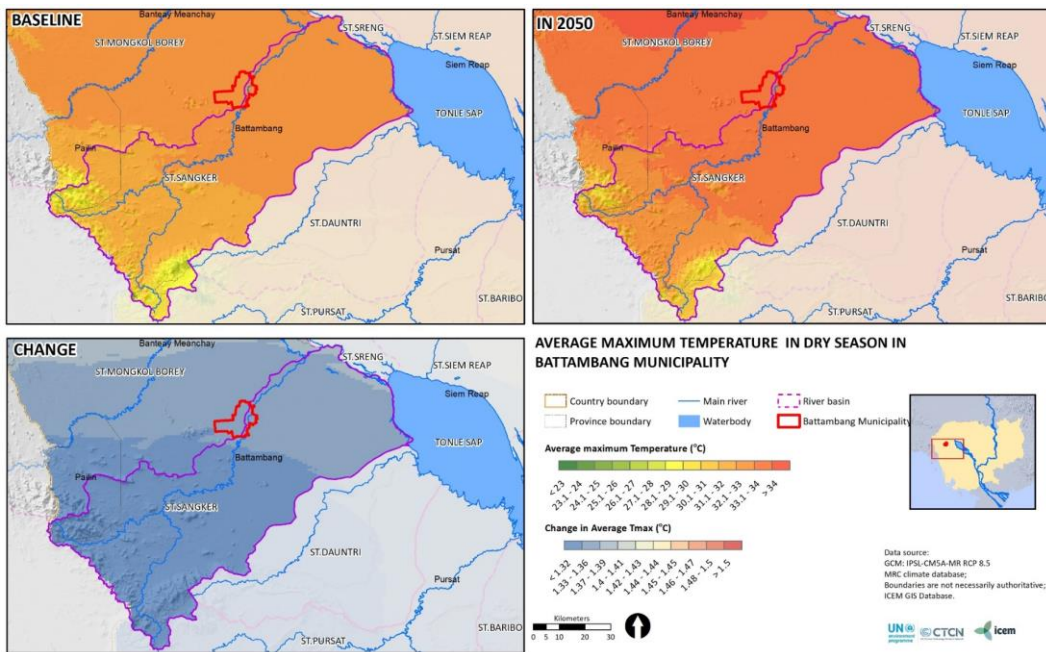 BASELINE
Banteay Meanchey
ST.SRENG
ST.MONGKOL BOREY
ST.SIEM REAP
Siem Reap
TONLE SAP
Battambang
Pailin
ST.SANGKER
ST.DAUNTRI
Pursat
ST.BARIBO
ST.PURSAT
IN 2050
Banteay Meanchey
ST.SRENG
ST.MONGKOL BOREY
ST.SIEM REAP
Siem Reap
TONLE SAP
Battambang
Pailin
ST.SANGKER
ST.DAUNTRI
Pursat
ST.BARIBO
ST.PURSAT
CHANGE
Banteay Meanchey
ST.SRENG
ST.MONGKOL BOREY
ST.SIEM REAP
Siem Reap
TONLE SAP
Battambang
Pailin
ST.SANGKER
ST.DAUNTRI
Pursat
ST.BARIBO
ST.PURSAT
AVERAGE MAXIMUM TEMPERATURE IN DRY SEASON IN
BATTAMBANG MUNICIPALITY
Country boundary
Main river
River basin
Province boundary
Waterbody
Battambang Municipality
Average maximum Temperature (°C)
<23
23.1 - 24
24.1 - 25
25.1 - 26
26.1 - 27
27.1 - 28
28.1 - 29
29.1 - 30
30.1 - 31
31.1 - 32
32.1 - 33
33.1 - 34
> 34
Change in Average Tmax (°C)
<1.32
1.33 - 1.36
1.37 - 1.39
1.4 - 1.41
1.42 - 1.43
1.44 - 1.44
1.45 - 1.45
1.46 - 1.47
1.48 - 1.5
> 1.5
Kilometers
0 5 10 20 30
Data source:
GCM: IPSL-CM5A-MR RCP 8.5
MRC climate database;
Boundaries are not necessarily authoritative;
ICEM GIS Database.
UN
environment
programme
CTCN
icem